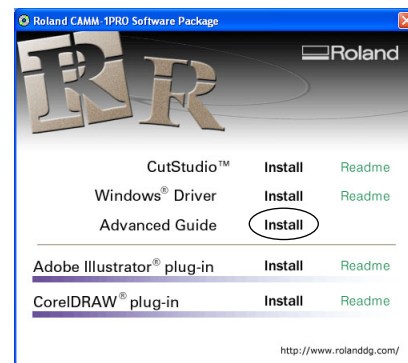 Roland CAMM-1PRO Software Package
Roland
RR
CutStudio™ Install Readme
Windows® Driver Install Readme
Advanced Guide Install
Adobe Illustrator® plug-in Install Readme
CorelDRAW® plug-in Install Readme
http://www.rolanddg.com/